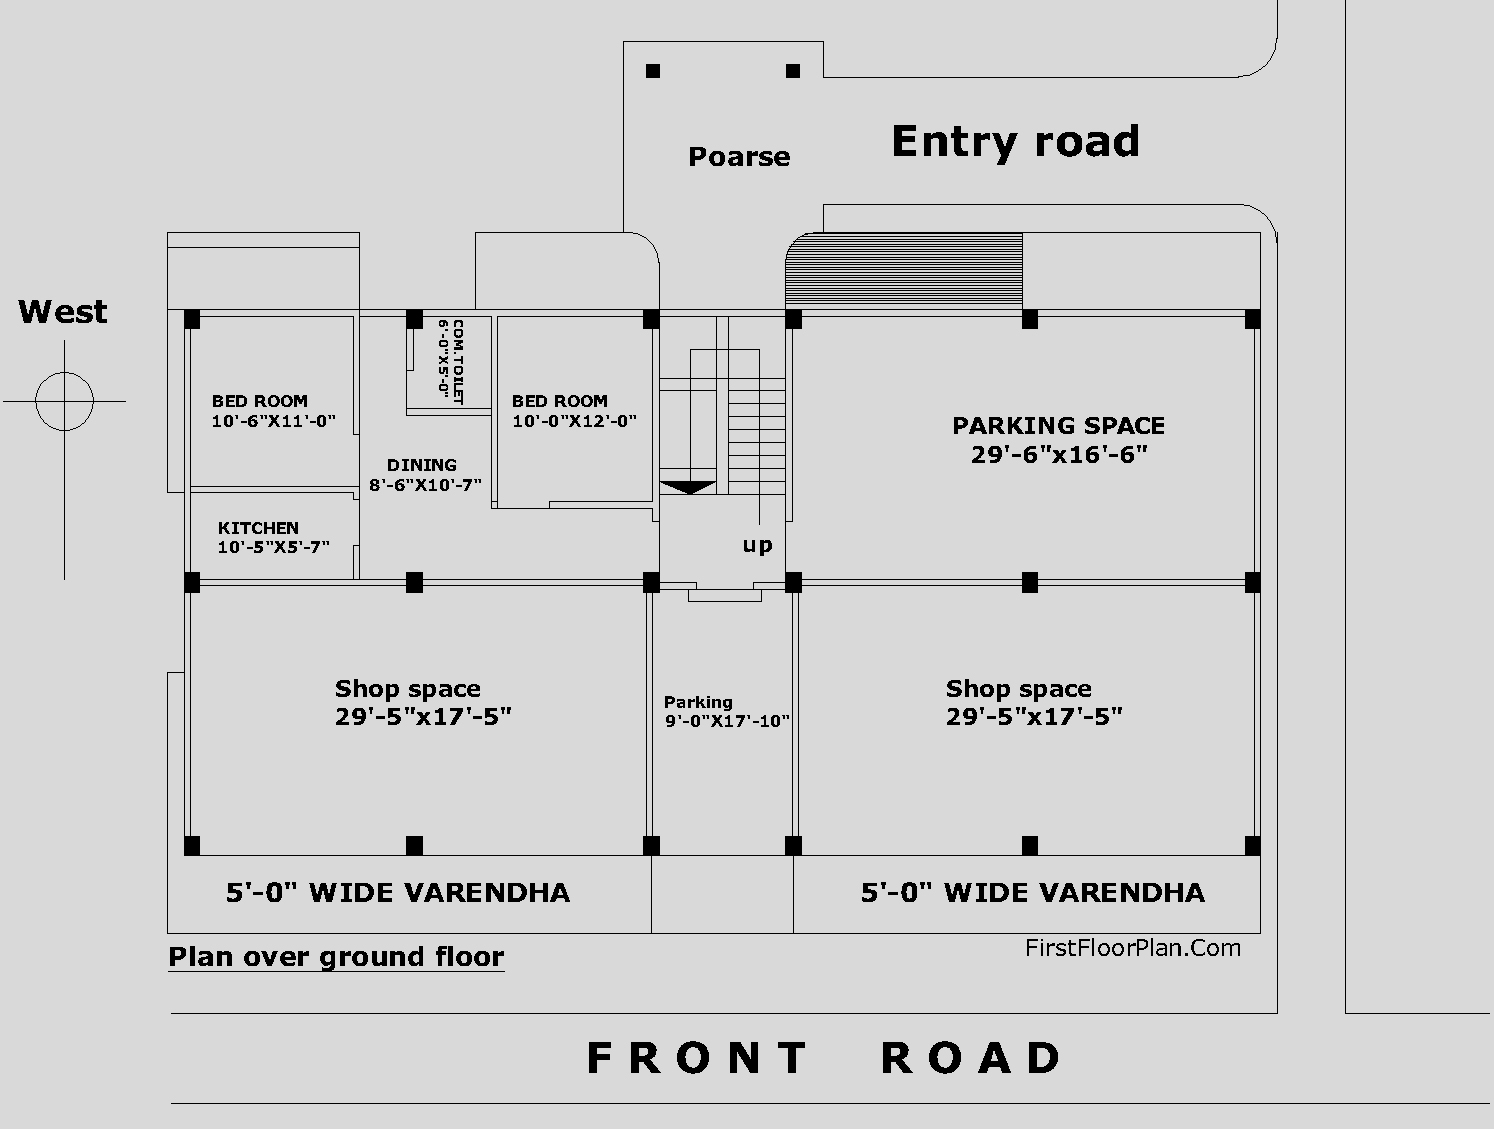 Entry road
Poarse
West
COM.TOILET
6'-0"X5'-0"
BED ROOM
10'-6"X11'-0"
BED ROOM
10'-0"X12'-0"
PARKING SPACE
29'-6"x16'-6"
DINING
8'-6"X10'-7"
KITCHEN
10'-5"X5'-7"
up
Shop space
29'-5"x17'-5"
Parking
9'-0"X17'-10"
Shop space
29'-5"x17'-5"
5'-0" WIDE VARENDHA
5'-0" WIDE VARENDHA
Plan over ground floor
FirstFloorPlan.Com
FRONT ROAD